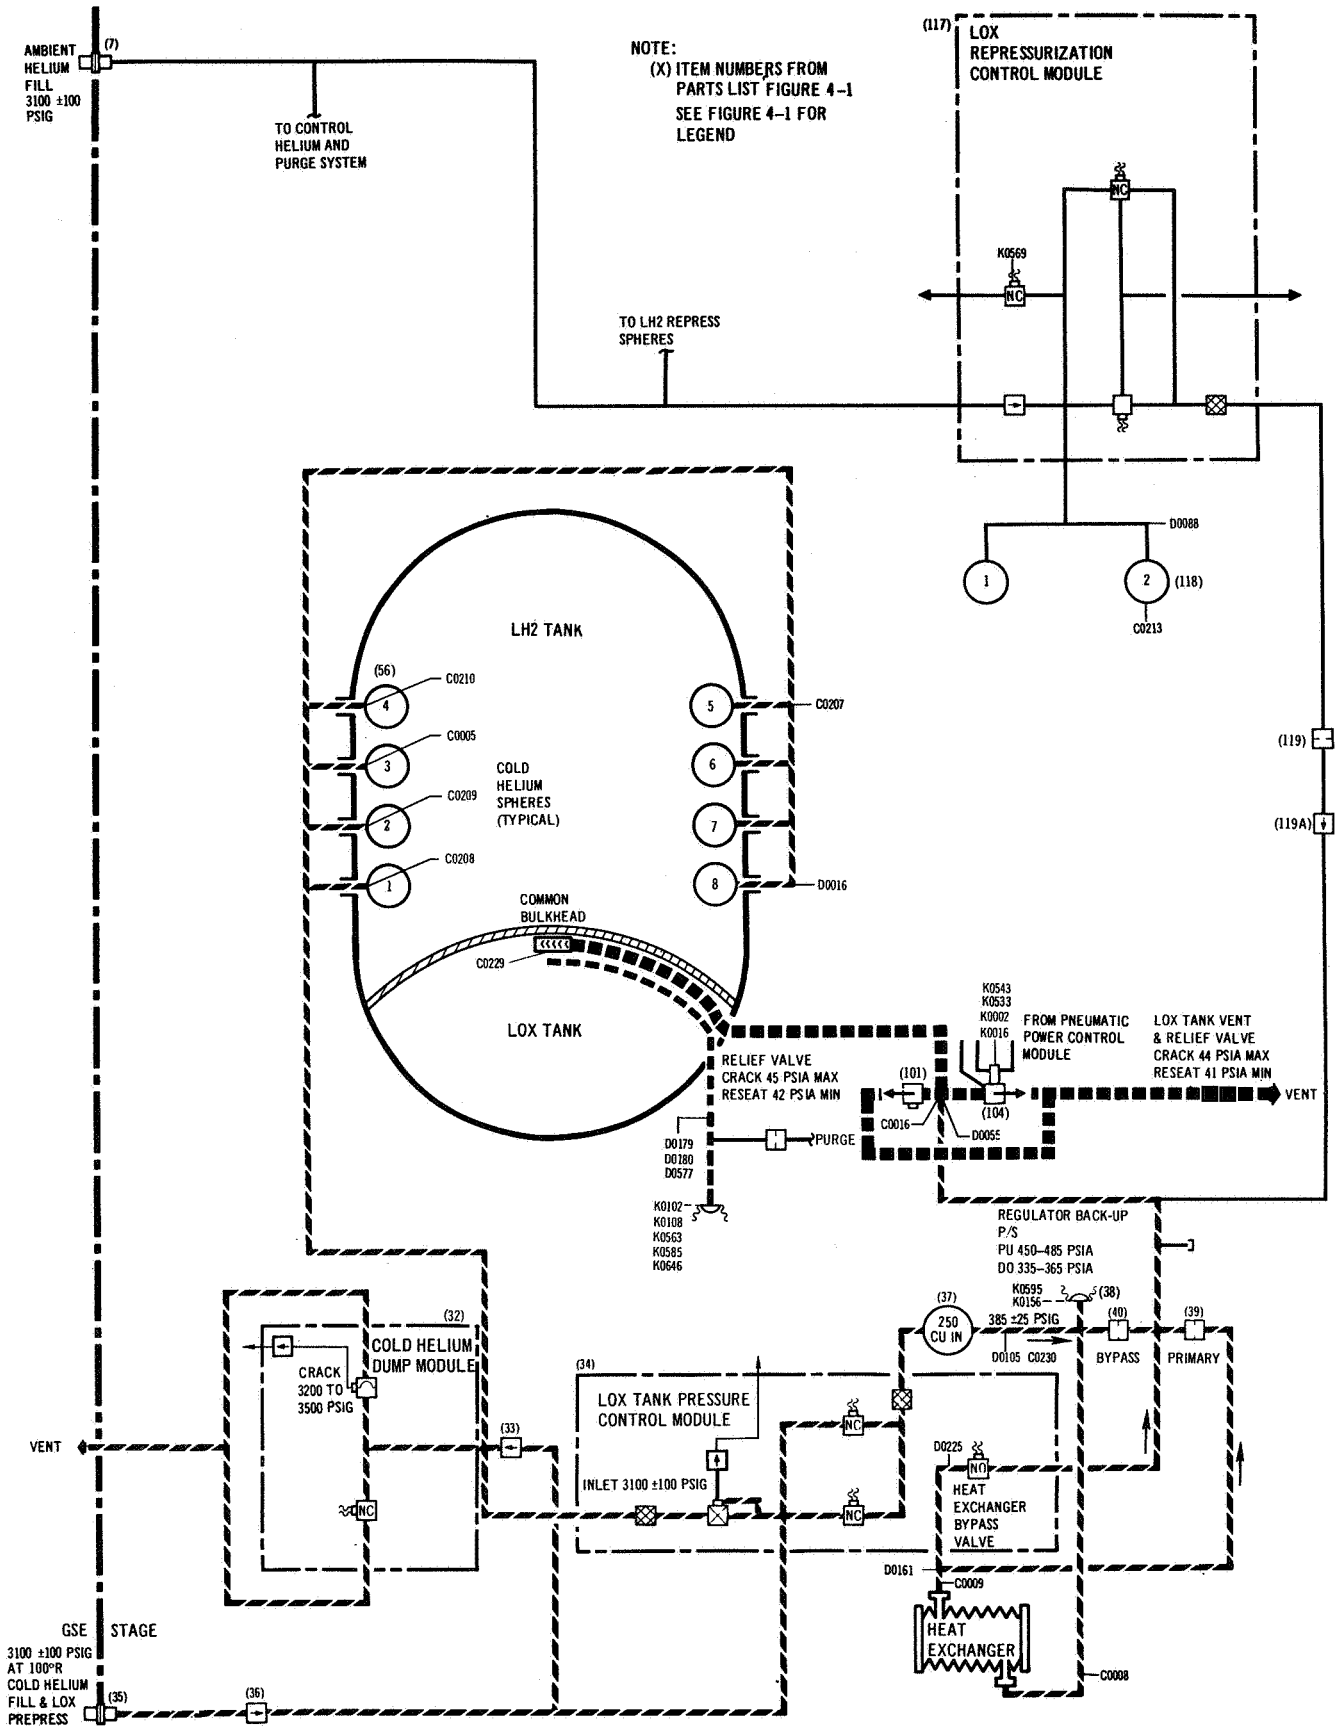 (7)
AMBIENT
HELIUM
FILL
3100 ±100
PSIG
TO CONTROL
HELIUM AND
PURGE SYSTEM
NOTE:
(X) ITEM NUMBERS FROM
PARTS LIST FIGURE 4-1
SEE FIGURE 4-1 FOR
LEGEND
(117)
LOX
REPRESSURIZATION
CONTROL MODULE
NC
K0569
NC
TO LH2 REPRESS
SPHERES
D0088
1
2
(118)
C0213
LH2 TANK
(56)
4
C0210
3
C0005
2
C0209
1
C0208
COLD
HELIUM
SPHERES
(TYPICAL)
5
C0207
6
7
8
D0016
(119)
(119A)
COMMON
BULKHEAD
C0229
LOX TANK
RELIEF VALVE
CRACK 45 PSIA MAX
RESEAT 42 PSIA MIN
K0543
K0533
K0002
K0016
FROM PNEUMATIC
POWER CONTROL
MODULE
LOX TANK VENT
& RELIEF VALVE
CRACK 44 PSIA MAX
RESEAT 41 PSIA MIN
(101)
(104)
VENT
C0016
D0055
D0179
D0180
D0577
PURGE
K0102
K0108
K0563
K0585
K0646
REGULATOR BACK-UP
P/S
PU 450-485 PSIA
DO 335-365 PSIA
K0595
K0156
(38)
(37)
250
CU IN
385 ±25 PSIG
D0105 C0230
(40)
BYPASS
(39)
PRIMARY
(32)
COLD HELIUM
DUMP MODULE
CRACK
3200 TO
3500 PSIG
NC
VENT
(33)
(34)
LOX TANK PRESSURE
CONTROL MODULE
INLET 3100 ±100 PSIG
NC
NC
D0225
NO
HEAT
EXCHANGER
BYPASS
VALVE
D0161
C0009
HEAT
EXCHANGER
C0008
GSE
STAGE
3100 ±100 PSIG
AT 100°R
COLD HELIUM
FILL & LOX
PREPRESS
(35)
(36)